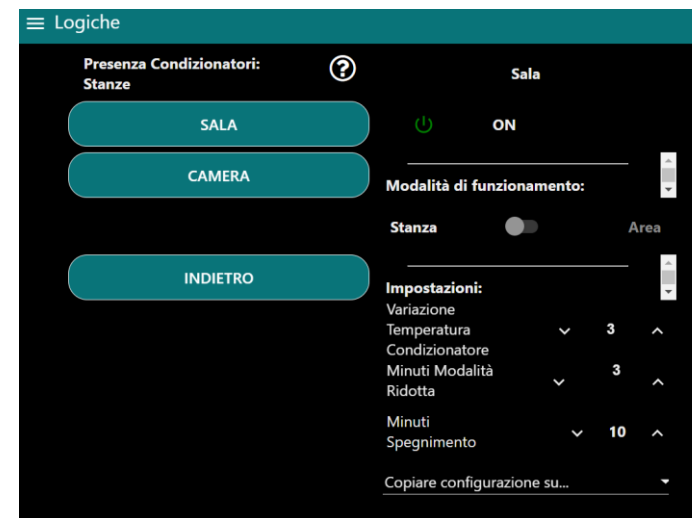 Logiche
Presenza Condizionatori:
Stanze
?
SALA
CAMERA
INDIETRO
Sala
ON
Modalità di funzionamento:
Stanza Area
Impostazioni:
Variazione
Temperatura 3
Condizionatore
Minuti Modalità 3
Ridotta
Minuti
Spegnimento 10
Copiare configurazione su...